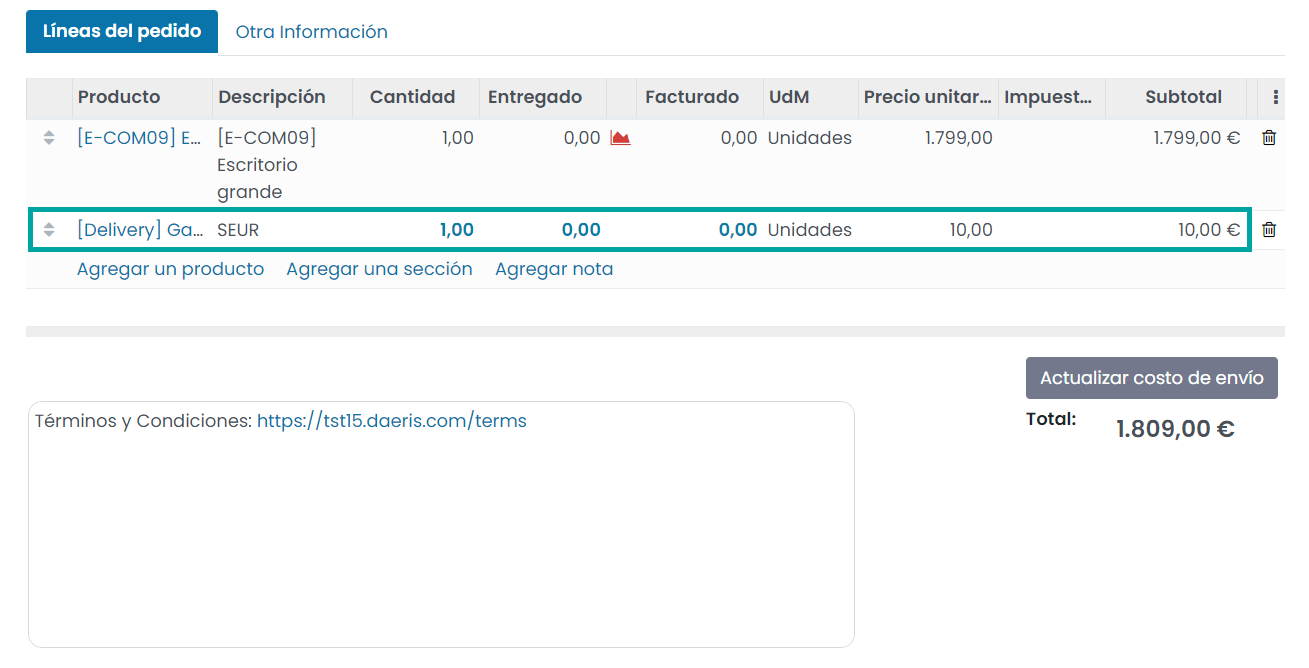 Líneas del pedido Otra Información
Producto Descripción Cantidad Entregado Facturado UdM Precio unitar... Impuest... Subtotal
[E-COM09] E... [E-COM09] 1,00 0,00 0,00 Unidades 1.799,00 1.799,00 €
Escritorio
grande
[Delivery] Ga... SEUR 1,00 0,00 0,00 Unidades 10,00 10,00 €
Agregar un producto Agregar una sección Agregar nota
Actualizar costo de envío
Términos y Condiciones: https://tst15.daeris.com/terms
Total: 1.809,00 €